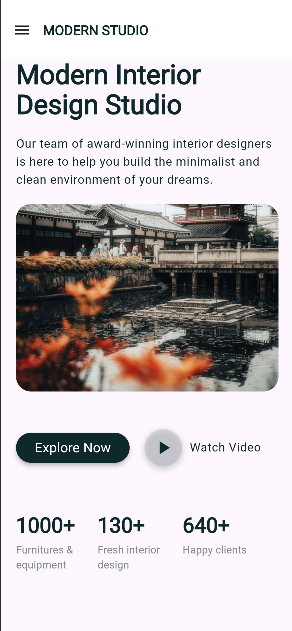 MODERN STUDIO
Modern Interior
Design Studio
Our team of award-winning interior designers
is here to help you build the minimalist and
clean environment of your dreams.
Explore Now
Watch Video
1000+
Furnitures &
equipment
130+
Fresh interior
design
640+
Happy clients